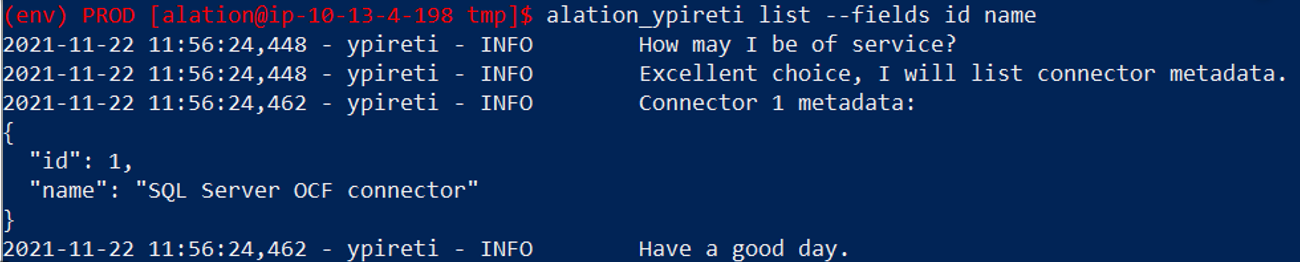 (env) PROD [alation@ip-10-13-4-198 tmp]$ alation_ypireti list --fields id name
2021-11-22 11:56:24,448 - ypireti - INFO        How may I be of service?
2021-11-22 11:56:24,448 - ypireti - INFO        Excellent choice, I will list connector metadata.
2021-11-22 11:56:24,462 - ypireti - INFO        Connector 1 metadata:
{
  "id": 1,
  "name": "SQL Server OCF connector"
}
2021-11-22 11:56:24,462 - ypireti - INFO        Have a good day.